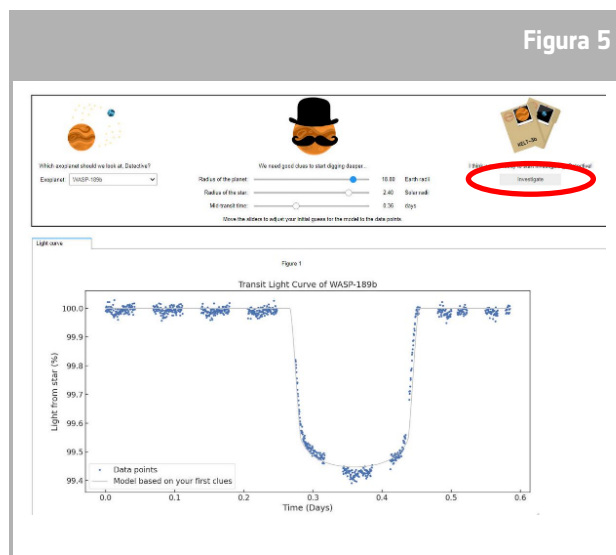 Figura 5
KELT-3b
Which exoplanet should we look at, Detective?
Exoplanet: WASP-189b
We need good clues to start digging deeper...
Radius of the planet: Earth radii
Radius of the star: 2.40 Solar radii
Mid-transit time: 0.36 days
Move the sliders to adjust your initial guess for the model to the data points.
I think
Investigate
Light curve
Figure 1
Transit Light Curve of WASP-189b
Light from star (%)
100.0
99.9
99.8
99.7
99.6
99.5
99.4
Data points
Model based on your first clues
0.0 0.1 0.2 0.3 0.4 0.5 0.6
Time (Days)